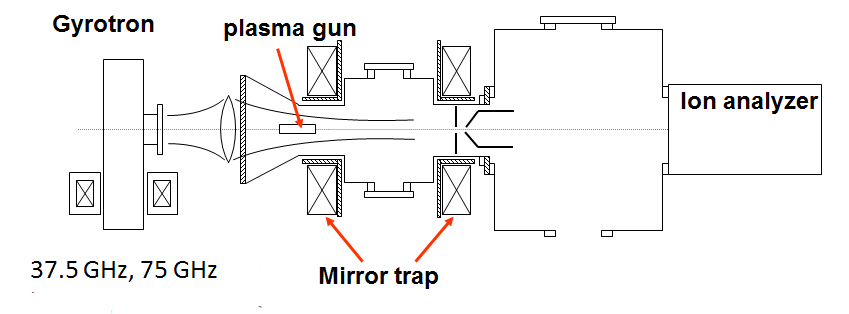 Gyrotron
plasma gun
Ion analyzer
37.5 GHz, 75 GHz
Mirror trap